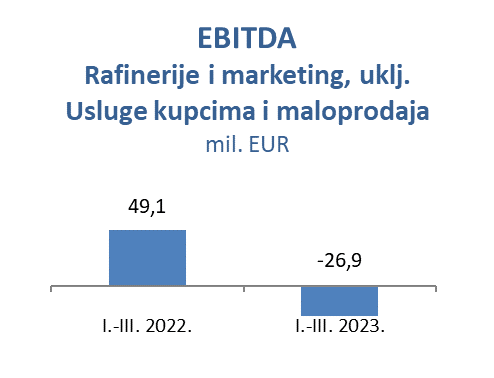 EBITDA
Rafinerije i marketing, uklj.
Usluge kupcima i maloprodaja
mil. EUR
49,1
-26,9
I.-III. 2022.
I.-III. 2023.